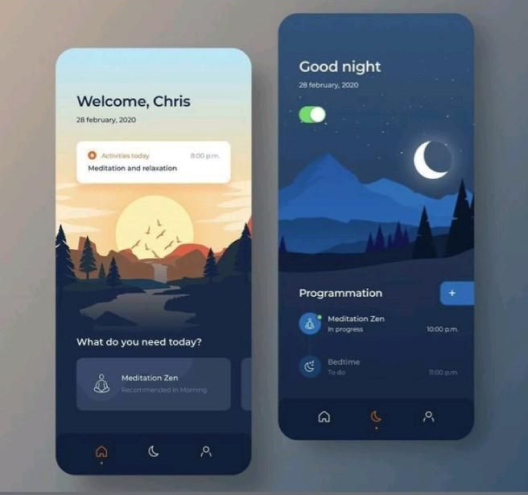 Welcome, Chris
28 february, 2020
Activities today
8:00 p.m.
Meditation and relaxation
What do you need today?
Meditation Zen
Recommended in Morning
Good night
28 february, 2020
Programmation
+
Meditation Zen
In progress
10:00 p.m.
Bedtime
To do
11:00 p.m.